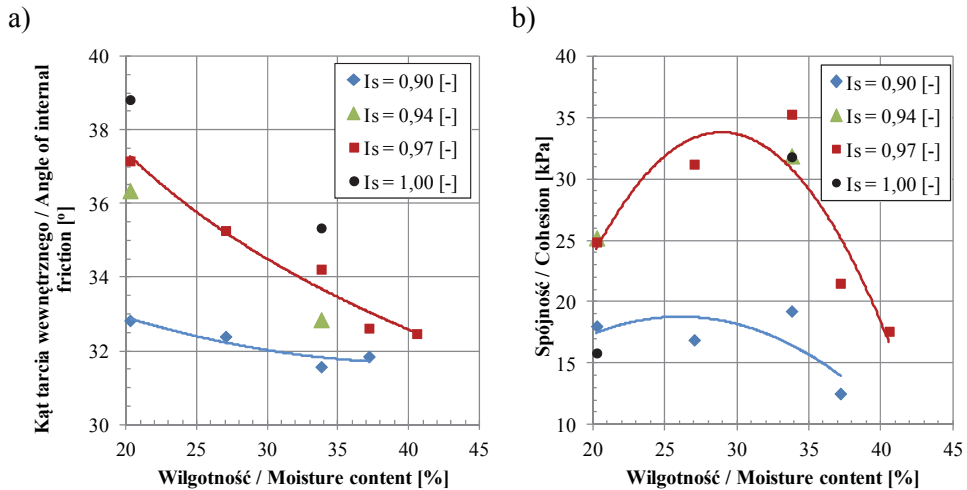 a)
40
38
36
34
32
30
20
25
30
35
40
45
Kąt tarcia wewnętrznego / Angle of internal
friction [º]
Wilgotność / Moisture content [%]
Is = 0,90 [-]
Is = 0,94 [-]
Is = 0,97 [-]
Is = 1,00 [-]
b)
40
35
30
25
20
15
10
20
25
30
35
40
45
Spójność / Cohesion [kPa]
Wilgotność / Moisture content [%]
Is = 0,90 [-]
Is = 0,94 [-]
Is = 0,97 [-]
Is = 1,00 [-]